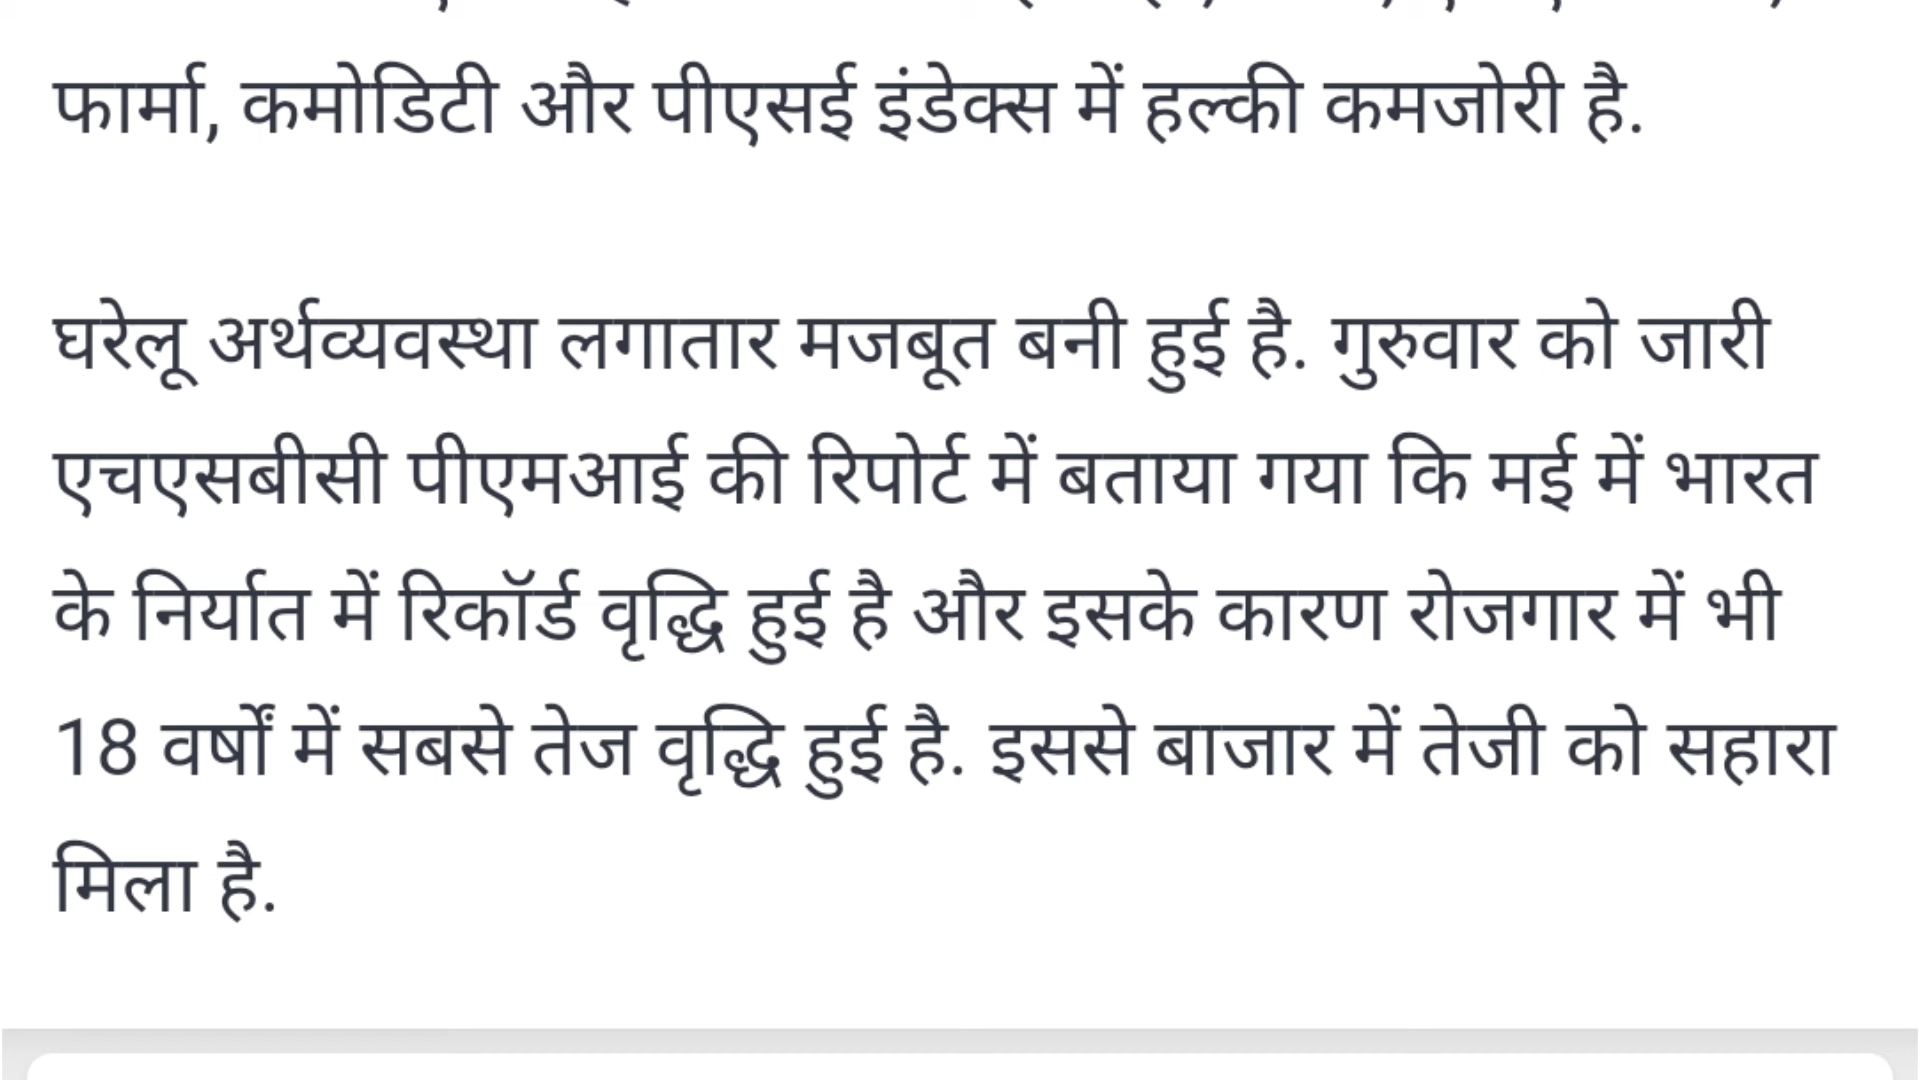 फार्मा, कमोडिटी और पीएसई इंडेक्स में हल्की कमजोरी है.
घरेलू अर्थव्यवस्था लगातार मजबूत बनी हुई है. गुरुवार को जारी
एचएसबीसी पीएमआई की रिपोर्ट में बताया गया कि मई में भारत
के निर्यात में रिकॉर्ड वृद्धि हुई है और इसके कारण रोजगार में भी
18 वर्षों में सबसे तेज वृद्धि हुई है. इससे बाजार में तेजी को सहारा
मिला है.